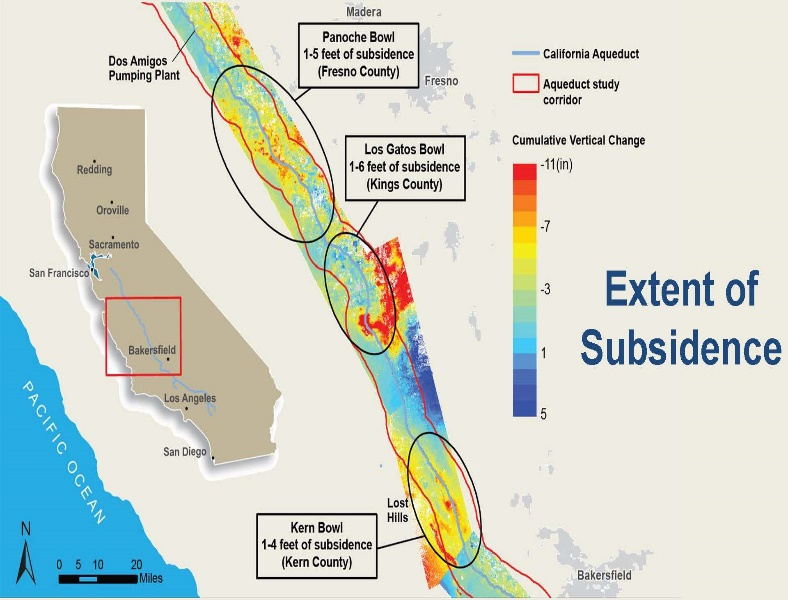 Madera
Panoche Bowl
1-5 feet of subsidence
(Fresno County)
Dos Amigos
Pumping Plant
Fresno
California Aqueduct
Aqueduct study
corridor
Los Gatos Bowl
1-6 feet of subsidence
(Kings County)
Cumulative Vertical Change
-11(in)
-7
-3
1
5
Extent of
Subsidence
Redding
Oroville
Sacramento
San Francisco
Bakersfield
Los Angeles
San Diego
PACIFIC OCEAN
Lost
Hills
Kern Bowl
1-4 feet of subsidence
(Kern County)
N
0 5 10 20
Miles
Bakersfield